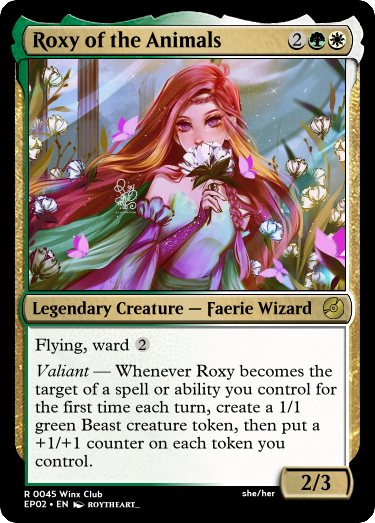 Roxy of the Animals 2
Legendary Creature — Faerie Wizard
Flying, ward 2
Valiant — Whenever Roxy becomes the
target of a spell or ability you control for
the first time each turn, create a 1/1
green Beast creature token, then put a
+1/+1 counter on each token you
control.
2/3
R 0045 Winx Club
she/her
EP02 • EN ROYTHEART_